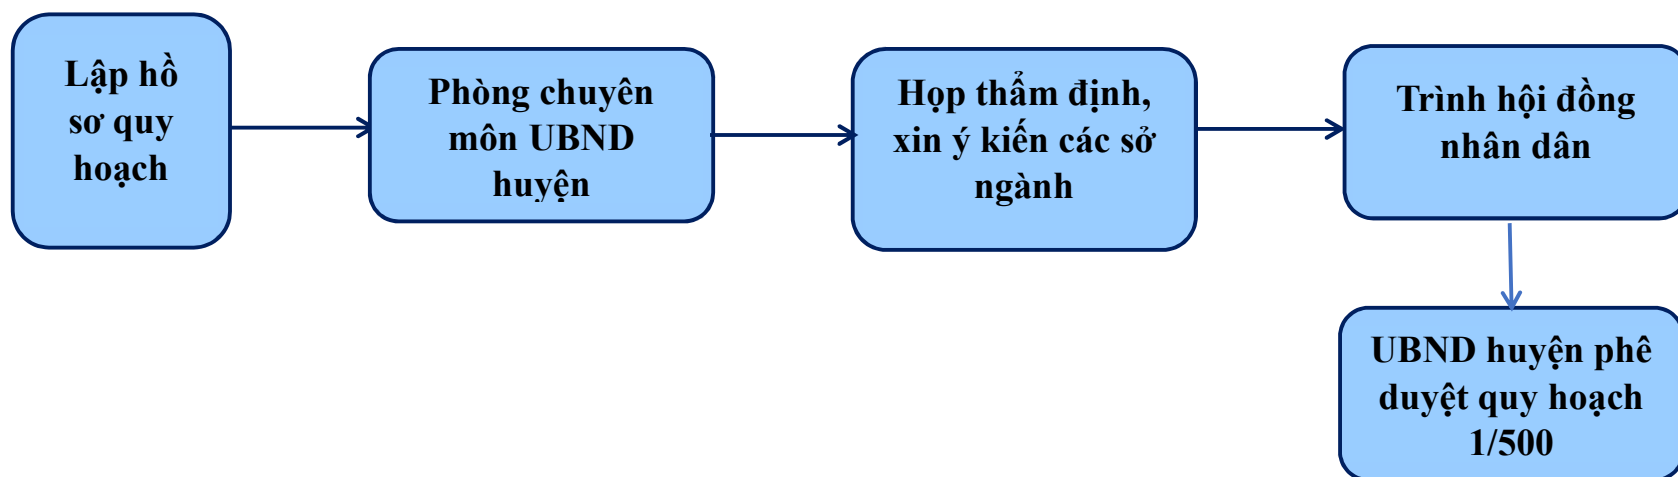 Lập hồ
sơ quy
hoạch
Phòng chuyên
môn UBND
huyện
Họp thẩm định,
xin ý kiến các sở
ngành
Trình hội đồng
nhân dân
UBND huyện phê
duyệt quy hoạch
1/500